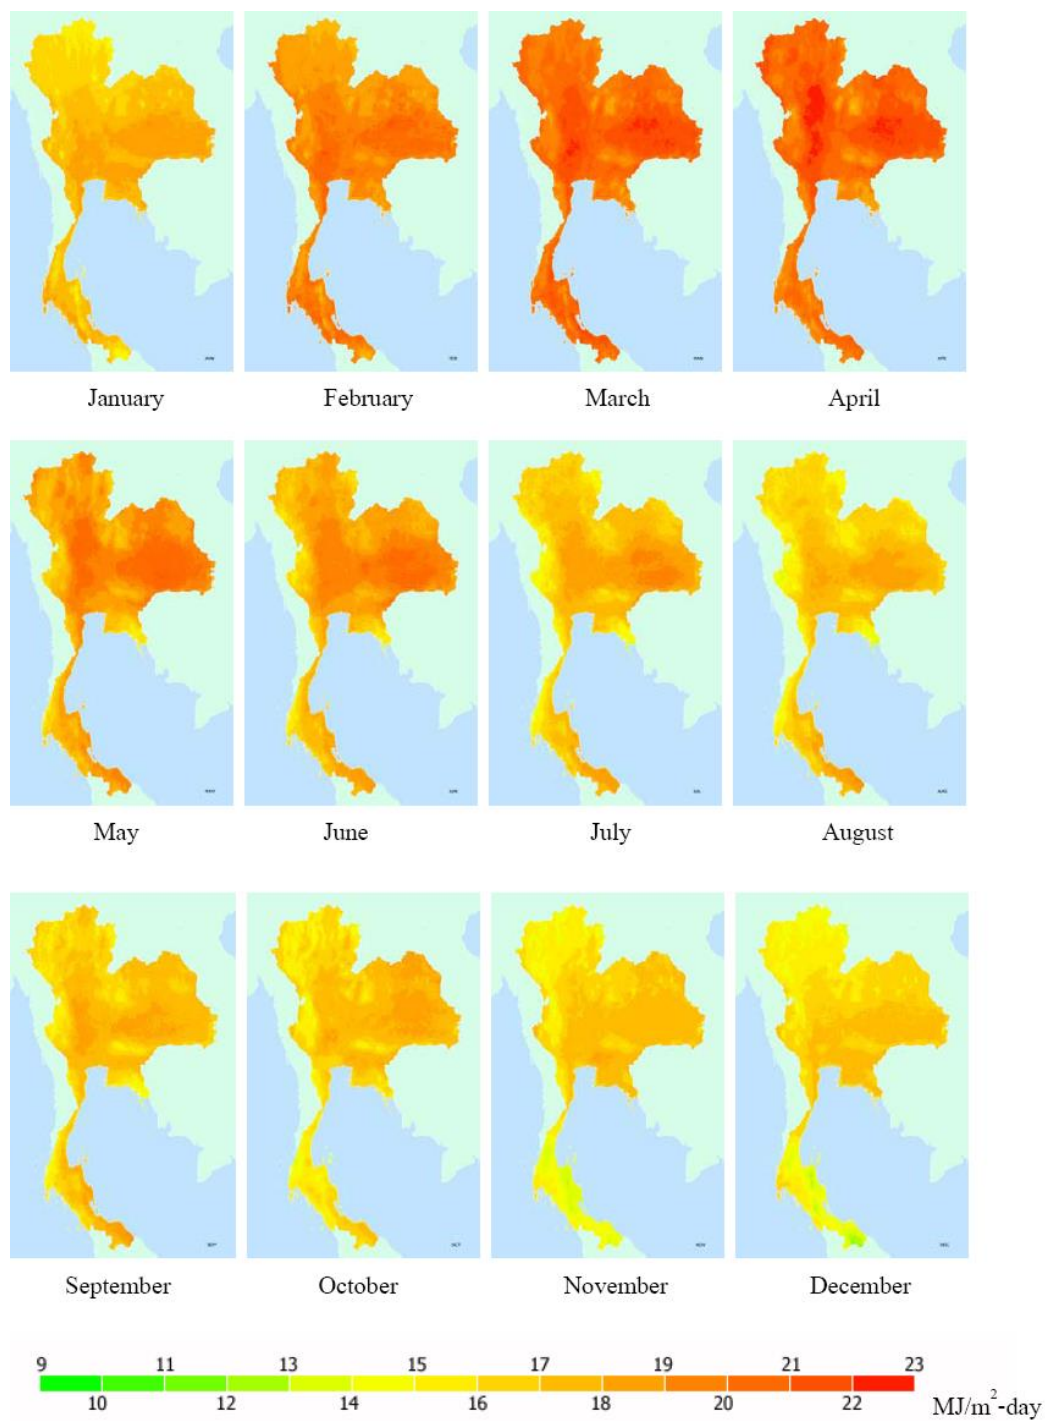 January February March April
May June July August
September October November December
9 11 13 15 17 19 21 23
10 12 14 16 18 20 22 MJ/m²-day